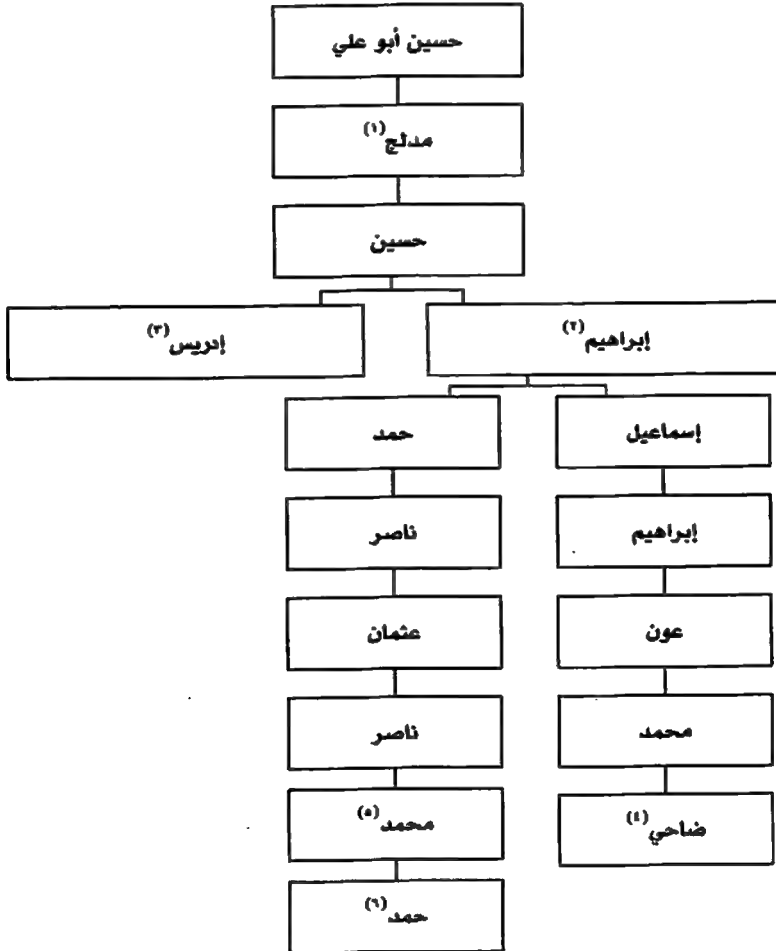 حسين أبو علي
مدلج (١)
حسين
إبراهيم (٢)
إدريس (٣)
إسماعيل
حمد
إبراهيم
ناصر
عون
عثمان
محمد
ناصر
ضاحي (٤)
محمد (٥)
حمد (٦)